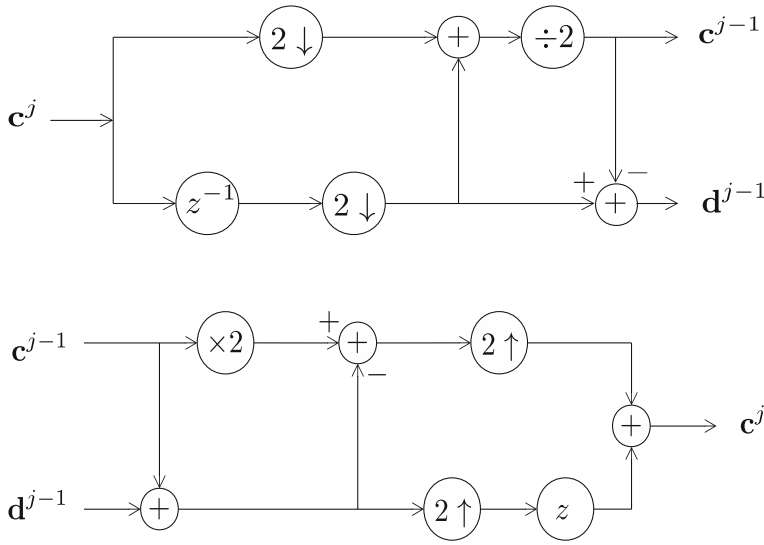 2 ↓ + ÷2 c^{j−1}
c^j
+ −
z^{−1} 2 ↓ + d^{j−1}
c^{j−1} ×2 + + 2 ↑
−
+ c^j
d^{j−1} + 2 ↑ z